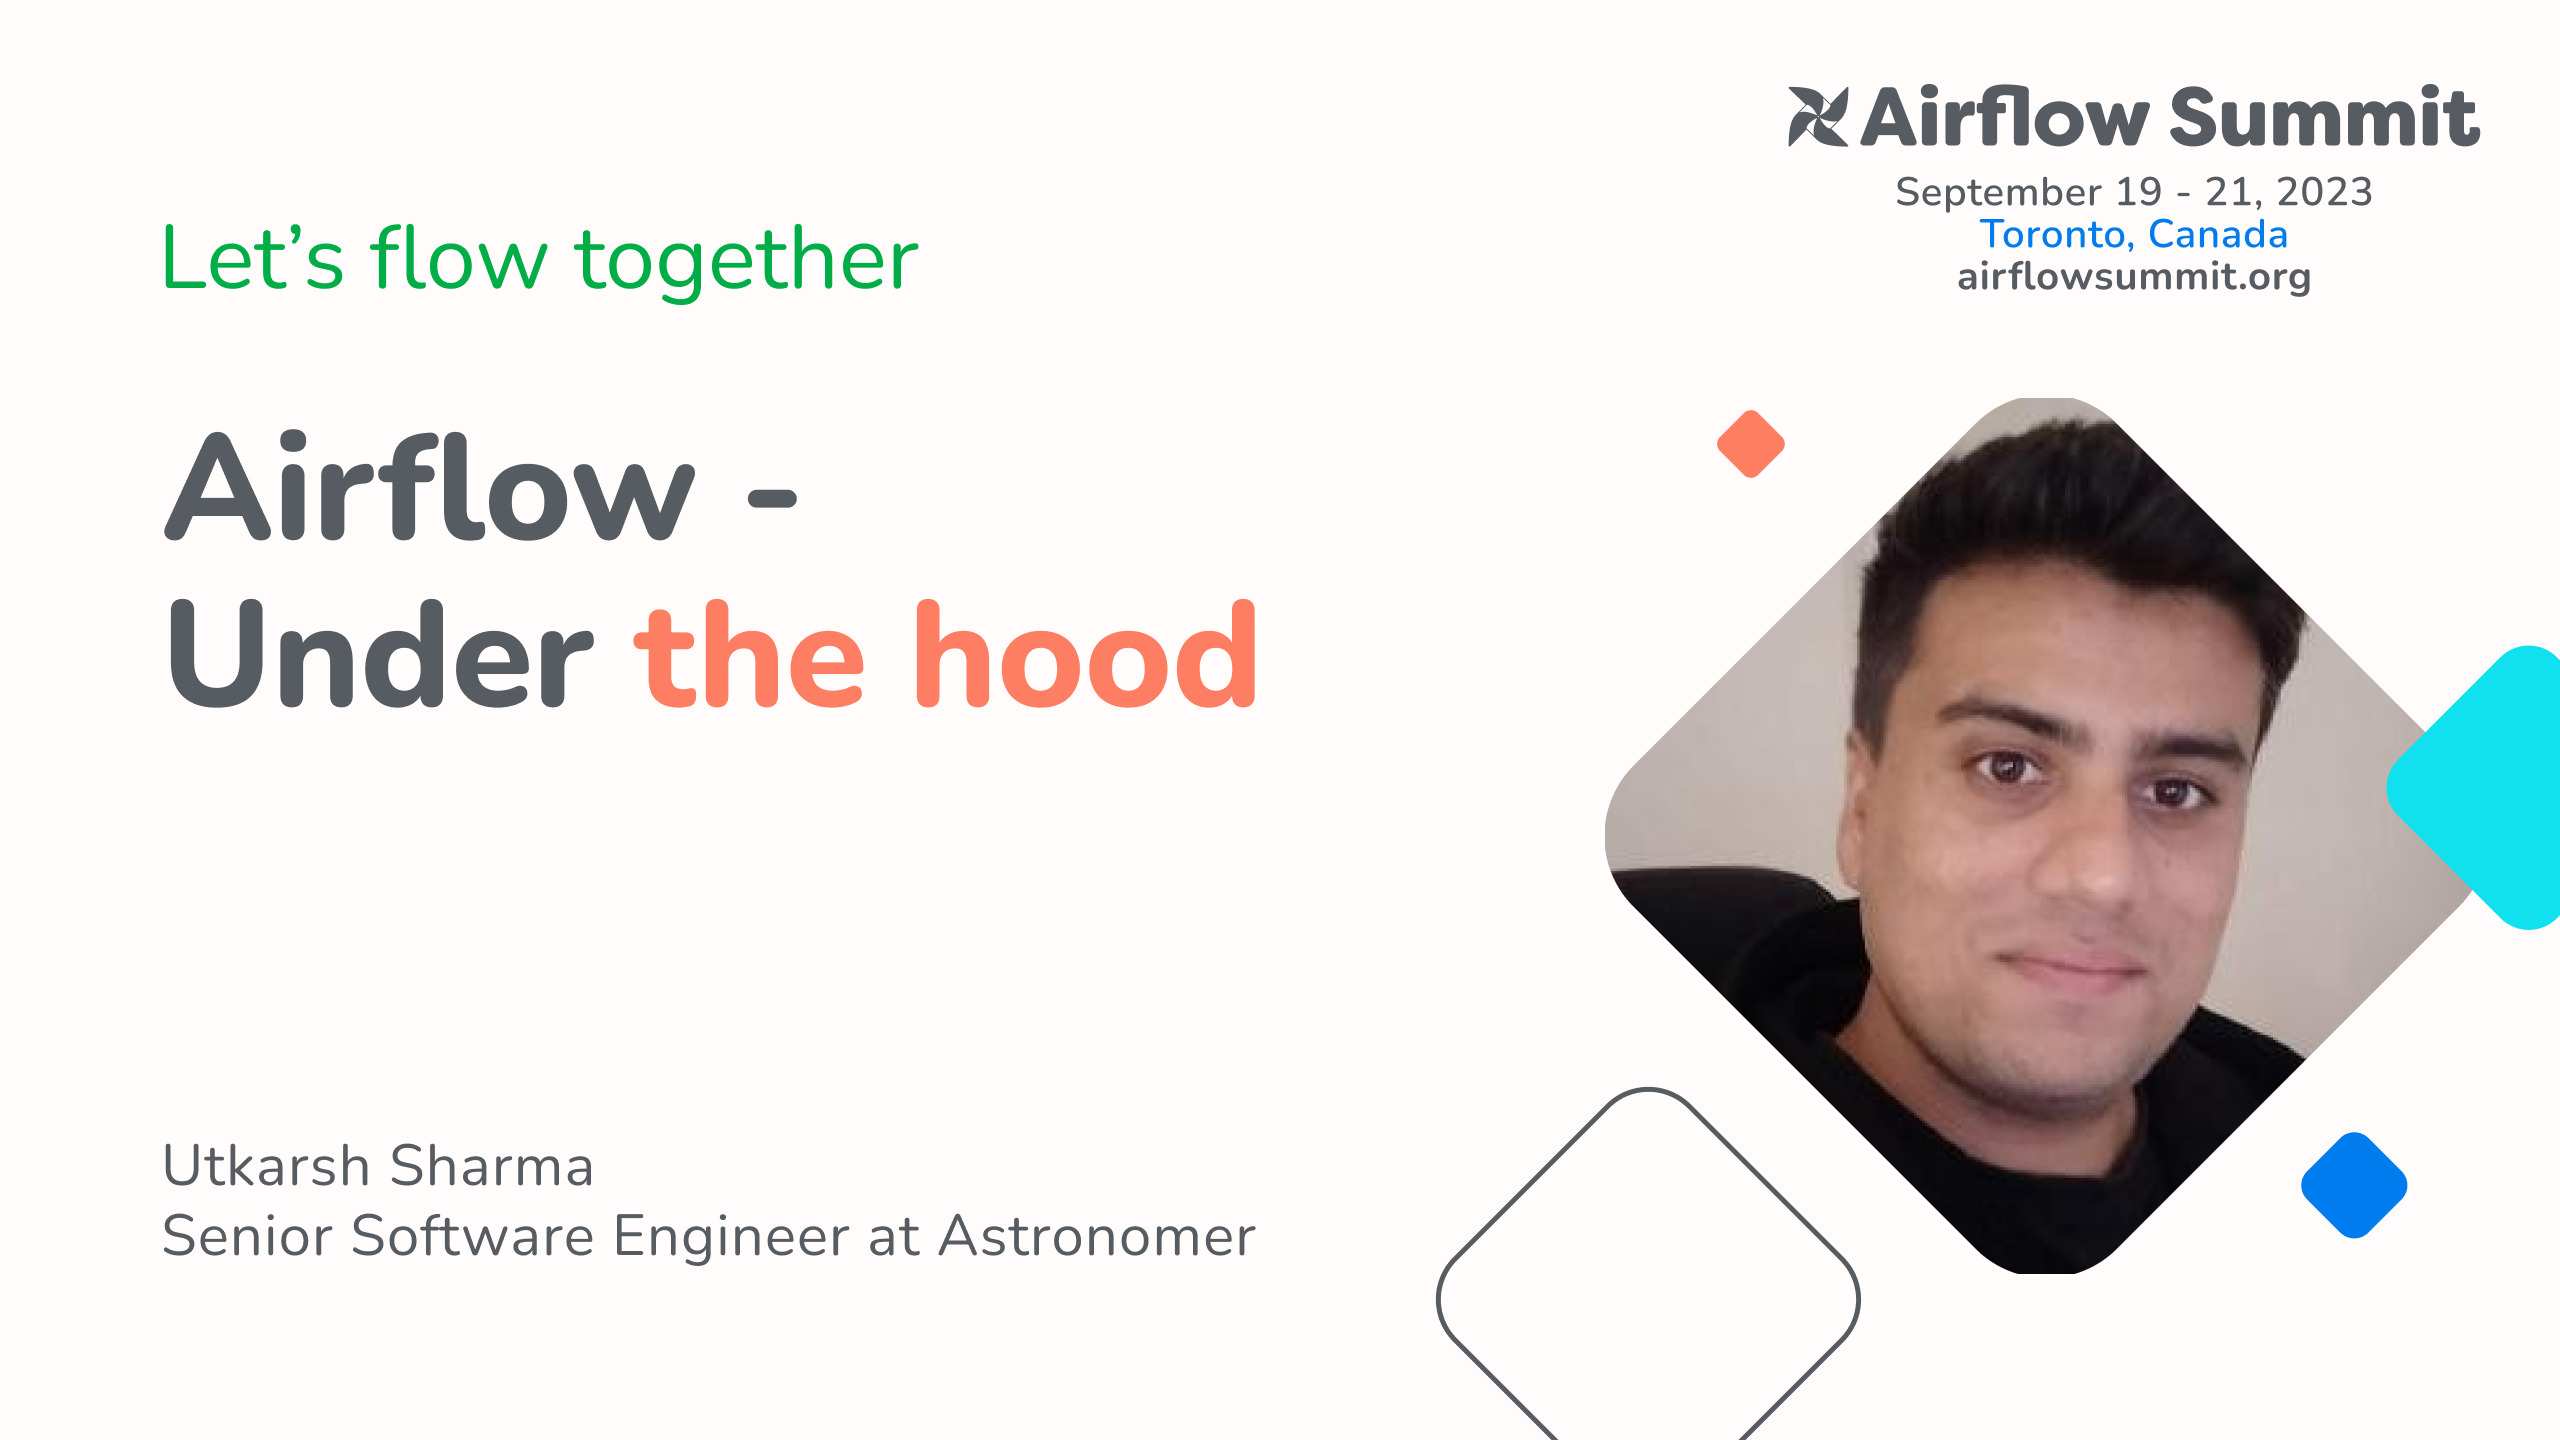 Airflow Summit
September 19 - 21, 2023
Toronto, Canada
airflowsummit.org
Let’s flow together
Airflow -
Under the hood
Utkarsh Sharma
Senior Software Engineer at Astronomer